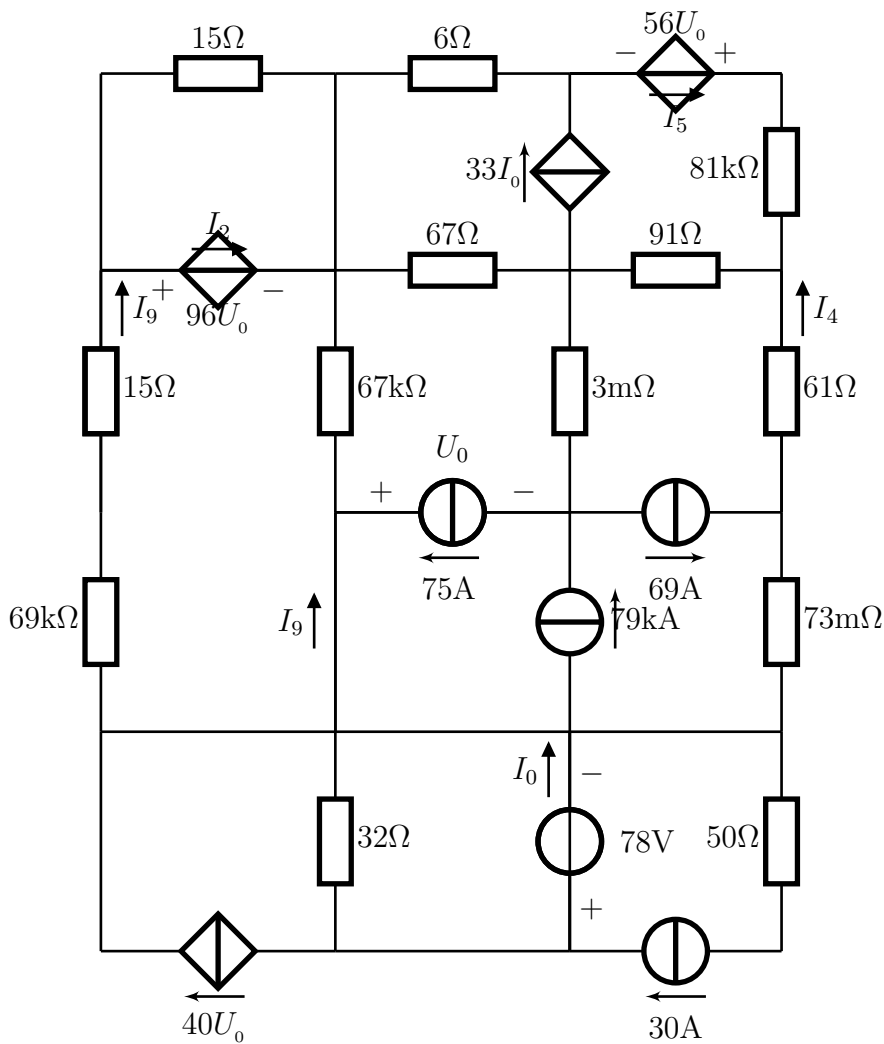 15Ω 6Ω 56U₀
− +
I₅
33I₀ 81kΩ
I₂ 67Ω 91Ω
+ −
96U₀
I₉ I₄
15Ω 67kΩ 3mΩ 61Ω
U₀
+ −
75A 69A
69kΩ I₉ 79kA 73mΩ
I₀ −
32Ω 78V 50Ω
+
40U₀ 30A